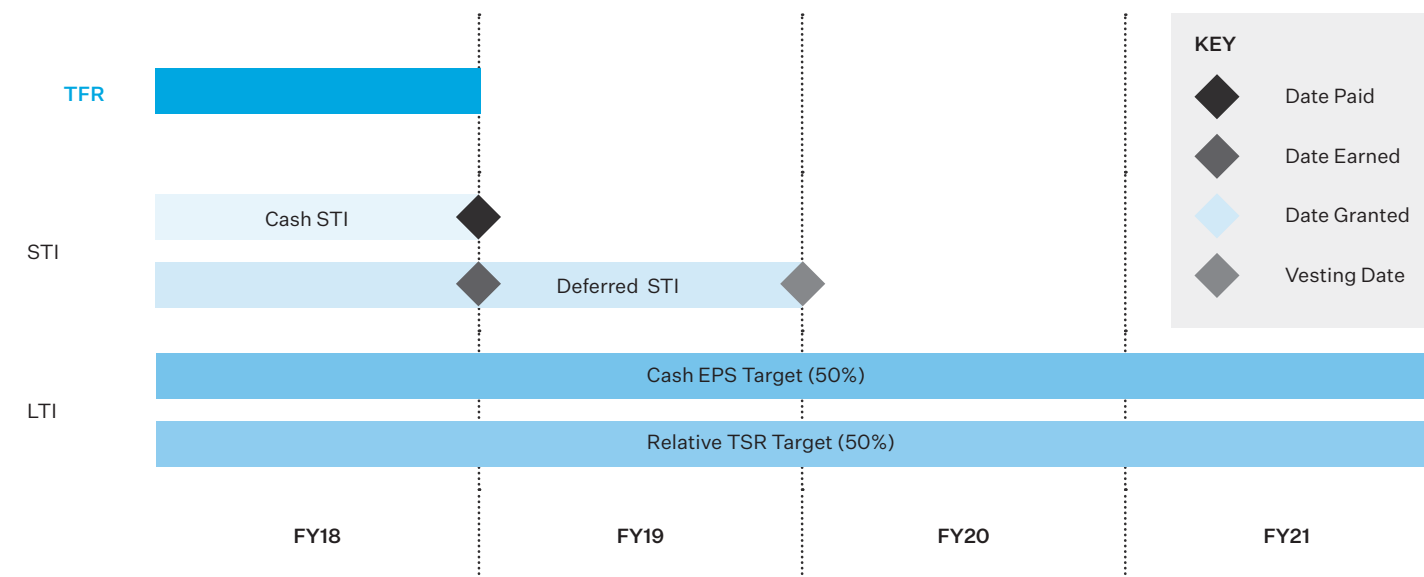 KEY
TFR
Date Paid
Date Earned
Cash STI
Date Granted
STI
Deferred STI
Vesting Date
Cash EPS Target (50%)
LTI
Relative TSR Target (50%)
FY18
FY19
FY20
FY21